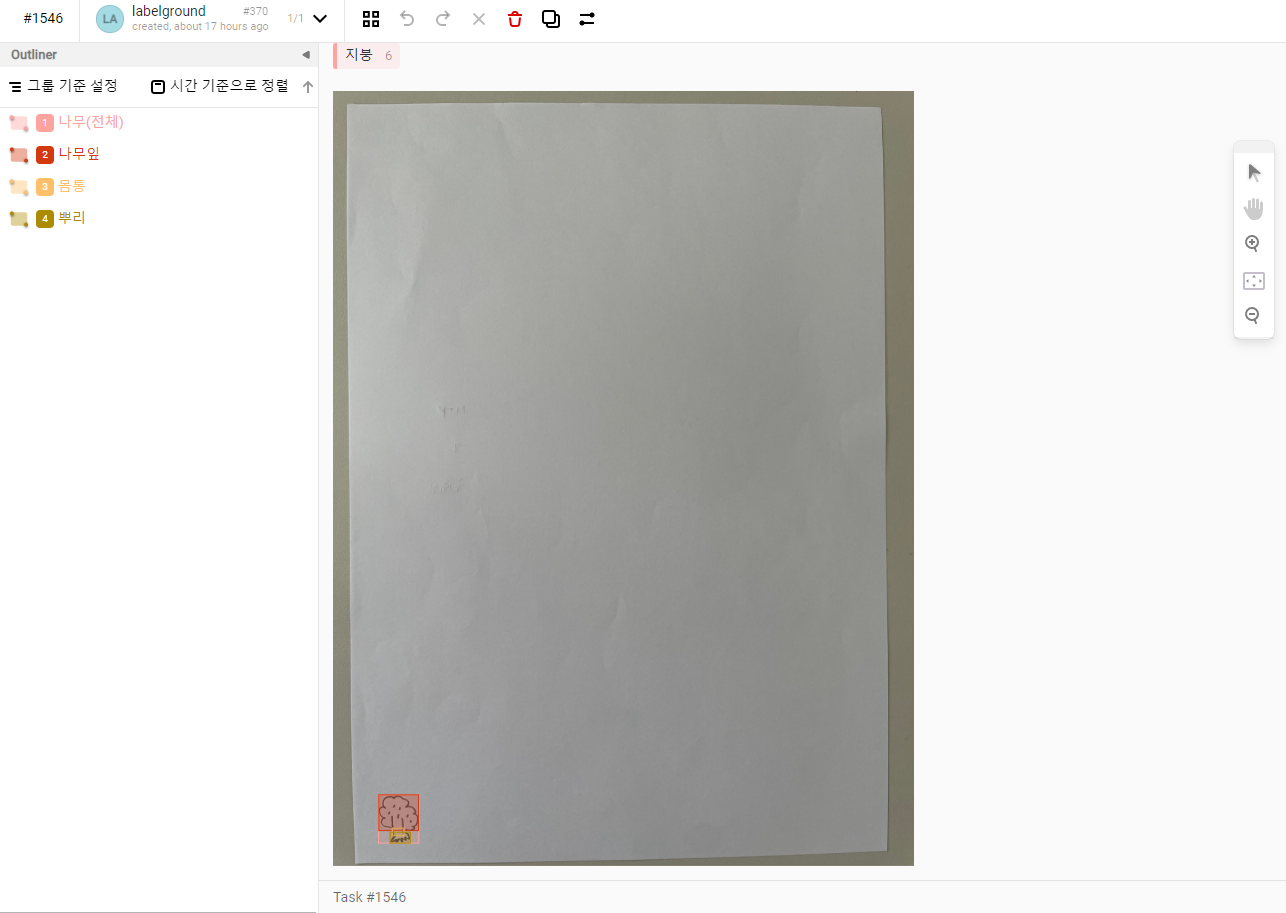 #1546
LA
labelground
#370
created, about 17 hours ago
1/1
Outliner
그룹 기준 설정
시간 기준으로 정렬
1 나무(전체)
2 나무잎
3 몸통
4 뿌리
지붕 6
Task #1546